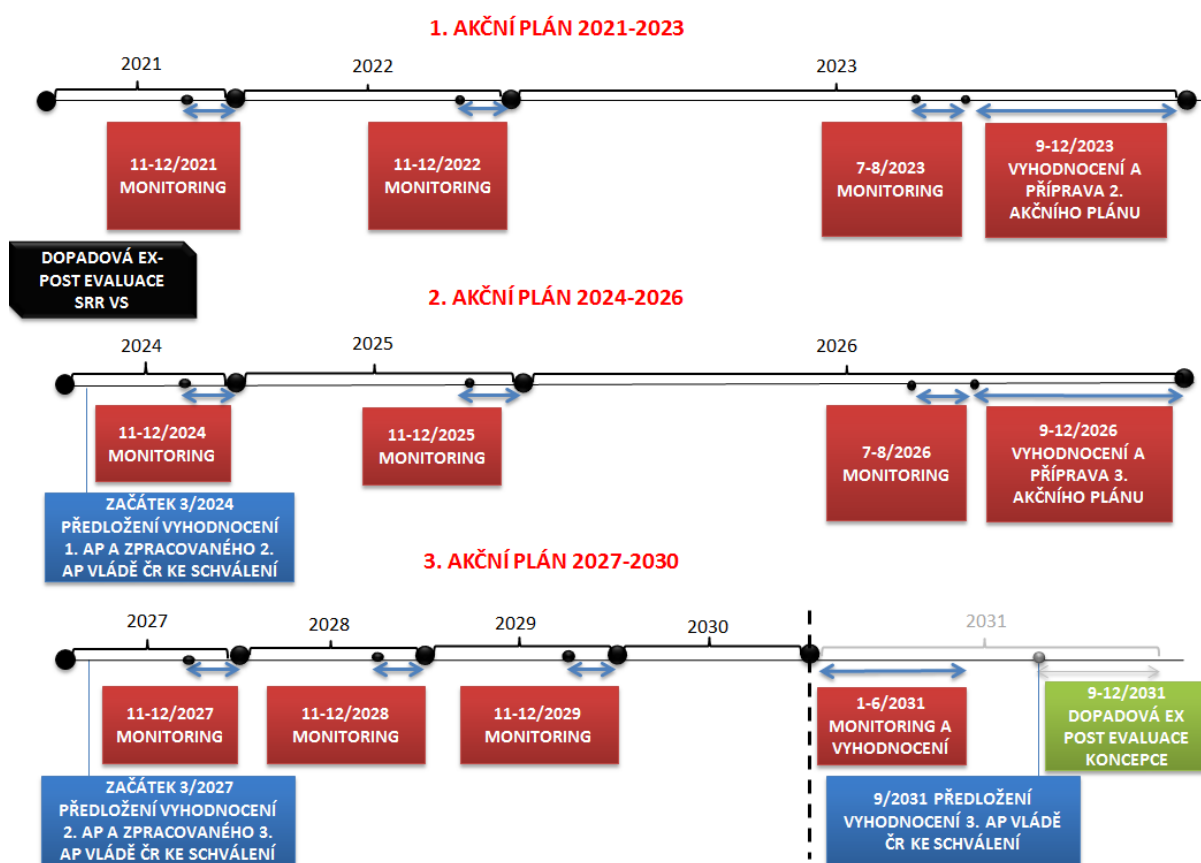 1. AKČNÍ PLÁN 2021-2023
2021
2022
2023
11-12/2021
MONITORING
11-12/2022
MONITORING
7-8/2023
MONITORING
9-12/2023
VYHODNOCENÍ A
PŘÍPRAVA 2.
AKČNÍHO PLÁNU
DOPADOVÁ EX-
POST EVALUACE
SRR VS
2. AKČNÍ PLÁN 2024-2026
2024
2025
2026
11-12/2024
MONITORING
11-12/2025
MONITORING
7-8/2026
MONITORING
9-12/2026
VYHODNOCENÍ A
PŘÍPRAVA 3.
AKČNÍHO PLÁNU
ZAČÁTEK 3/2024
PŘEDLOŽENÍ VYHODNOCENÍ
1. AP A ZPRACOVANÉHO 2.
AP VLÁDĚ ČR KE SCHVÁLENÍ
3. AKČNÍ PLÁN 2027-2030
2027
2028
2029
2030
2031
11-12/2027
MONITORING
11-12/2028
MONITORING
11-12/2029
MONITORING
1-6/2031
MONITORING A
VYHODNOCENÍ
9-12/2031
DOPADOVÁ EX
POST EVALUACE
KONCEPCE
ZAČÁTEK 3/2027
PŘEDLOŽENÍ VYHODNOCENÍ
2. AP A ZPRACOVANÉHO 3.
AP VLÁDĚ ČR KE SCHVÁLENÍ
9/2031 PŘEDLOŽENÍ
VYHODNOCENÍ 3. AP VLÁDĚ
ČR KE SCHVÁLENÍ